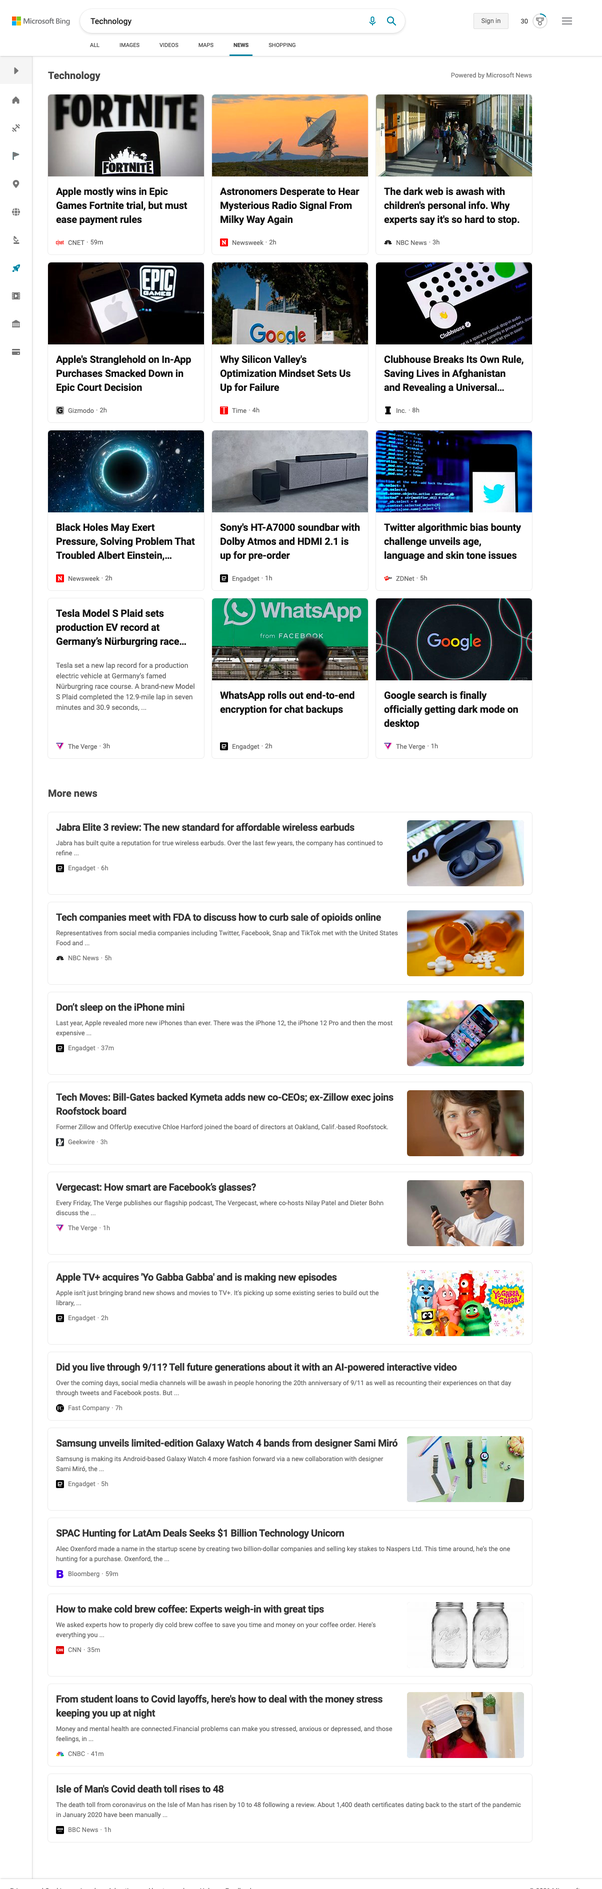 Microsoft Bing
Technology
Sign in
30
ALL
IMAGES
VIDEOS
MAPS
NEWS
SHOPPING
Technology
Powered by Microsoft News
FORTNITE
FORTNITE
Apple mostly wins in Epic
Games Fortnite trial, but must
ease payment rules
CNET · 59m
Astronomers Desperate to Hear
Mysterious Radio Signal From
Milky Way Again
Newsweek · 2h
The dark web is awash with
children's personal info. Why
experts say it's so hard to stop.
NBC News · 3h
EPIC
GAMES
Apple's Stranglehold on In-App
Purchases Smacked Down in
Epic Court Decision
Gizmodo · 2h
Google
Why Silicon Valley's
Optimization Mindset Sets Us
Up for Failure
Time · 4h
Clubhouse
Clubhouse Breaks Its Own Rule,
Saving Lives in Afghanistan
and Revealing a Universal...
Inc. · 8h
Black Holes May Exert
Pressure, Solving Problem That
Troubled Albert Einstein,...
Newsweek · 2h
Sony's HT-A7000 soundbar with
Dolby Atmos and HDMI 2.1 is
up for pre-order
Engadget · 1h
Twitter algorithmic bias bounty
challenge unveils age,
language and skin tone issues
ZDNet · 5h
Tesla Model S Plaid sets
production EV record at
Germany's Nürburgring race...
Tesla set a new lap record for a production
electric vehicle at Germany's famed
Nürburgring race course. A brand-new Model
S Plaid completed the 12.9-mile lap in seven
minutes and 30.9 seconds, ...
The Verge · 3h
WhatsApp
from FACEBOOK
WhatsApp rolls out end-to-end
encryption for chat backups
Engadget · 2h
Google
Google search is finally
officially getting dark mode on
desktop
The Verge · 1h
More news
Jabra Elite 3 review: The new standard for affordable wireless earbuds
Jabra has built quite a reputation for true wireless earbuds. Over the last few years, the company has continued to
refine ...
Engadget · 6h
Tech companies meet with FDA to discuss how to curb sale of opioids online
Representatives from social media companies including Twitter, Facebook, Snap and TikTok met with the United States
Food and ...
NBC News · 5h
Don't sleep on the iPhone mini
Last year, Apple revealed more new iPhones than ever. There was the iPhone 12, the iPhone 12 Pro and then the most
expensive ...
Engadget · 37m
Tech Moves: Bill-Gates backed Kymeta adds new co-CEOs; ex-Zillow exec joins
Roofstock board
Former Zillow and OfferUp executive Chloe Harford joined the board of directors at Oakland, Calif.-based Roofstock.
Geekwire · 3h
Vergecast: How smart are Facebook's glasses?
Every Friday, The Verge publishes our flagship podcast, The Vergecast, where co-hosts Nilay Patel and Dieter Bohn
discuss the ...
The Verge · 1h
Apple TV+ acquires 'Yo Gabba Gabba' and is making new episodes
Apple isn't just bringing brand new shows and movies to TV+. It's picking up some existing series to build out the
library, ...
Engadget · 2h
YO GABBA GABBA!
Did you live through 9/11? Tell future generations about it with an AI-powered interactive video
Over the coming days, social media channels will be awash in people honoring the 20th anniversary of 9/11 as well as recounting their experiences on that day
through tweets and Facebook posts. But ...
Fast Company · 7h
Samsung unveils limited-edition Galaxy Watch 4 bands from designer Sami Miró
Samsung is making its Android-based Galaxy Watch 4 more fashion forward via a new collaboration with designer
Sami Miró, the ...
Engadget · 5h
SPAC Hunting for LatAm Deals Seeks $1 Billion Technology Unicorn
Alec Oxenford made a name in the startup scene by creating two billion-dollar companies and selling key stakes to Naspers Ltd. This time around, he's the one
hunting for a purchase. Oxenford, the ...
Bloomberg · 59m
How to make cold brew coffee: Experts weigh-in with great tips
We asked experts how to properly diy cold brew coffee to save you time and money on your coffee order. Here's
everything you ...
CNN · 35m
From student loans to Covid layoffs, here's how to deal with the money stress
keeping you up at night
Money and mental health are connected.Financial problems can make you stressed, anxious or depressed, and those
feelings, in ...
CNBC · 41m
Isle of Man's Covid death toll rises to 48
The death toll from coronavirus on the Isle of Man has risen by 10 to 48 following a review. About 1,400 death certificates dating back to the start of the pandemic
in January 2020 have been manually ...
BBC News · 1h